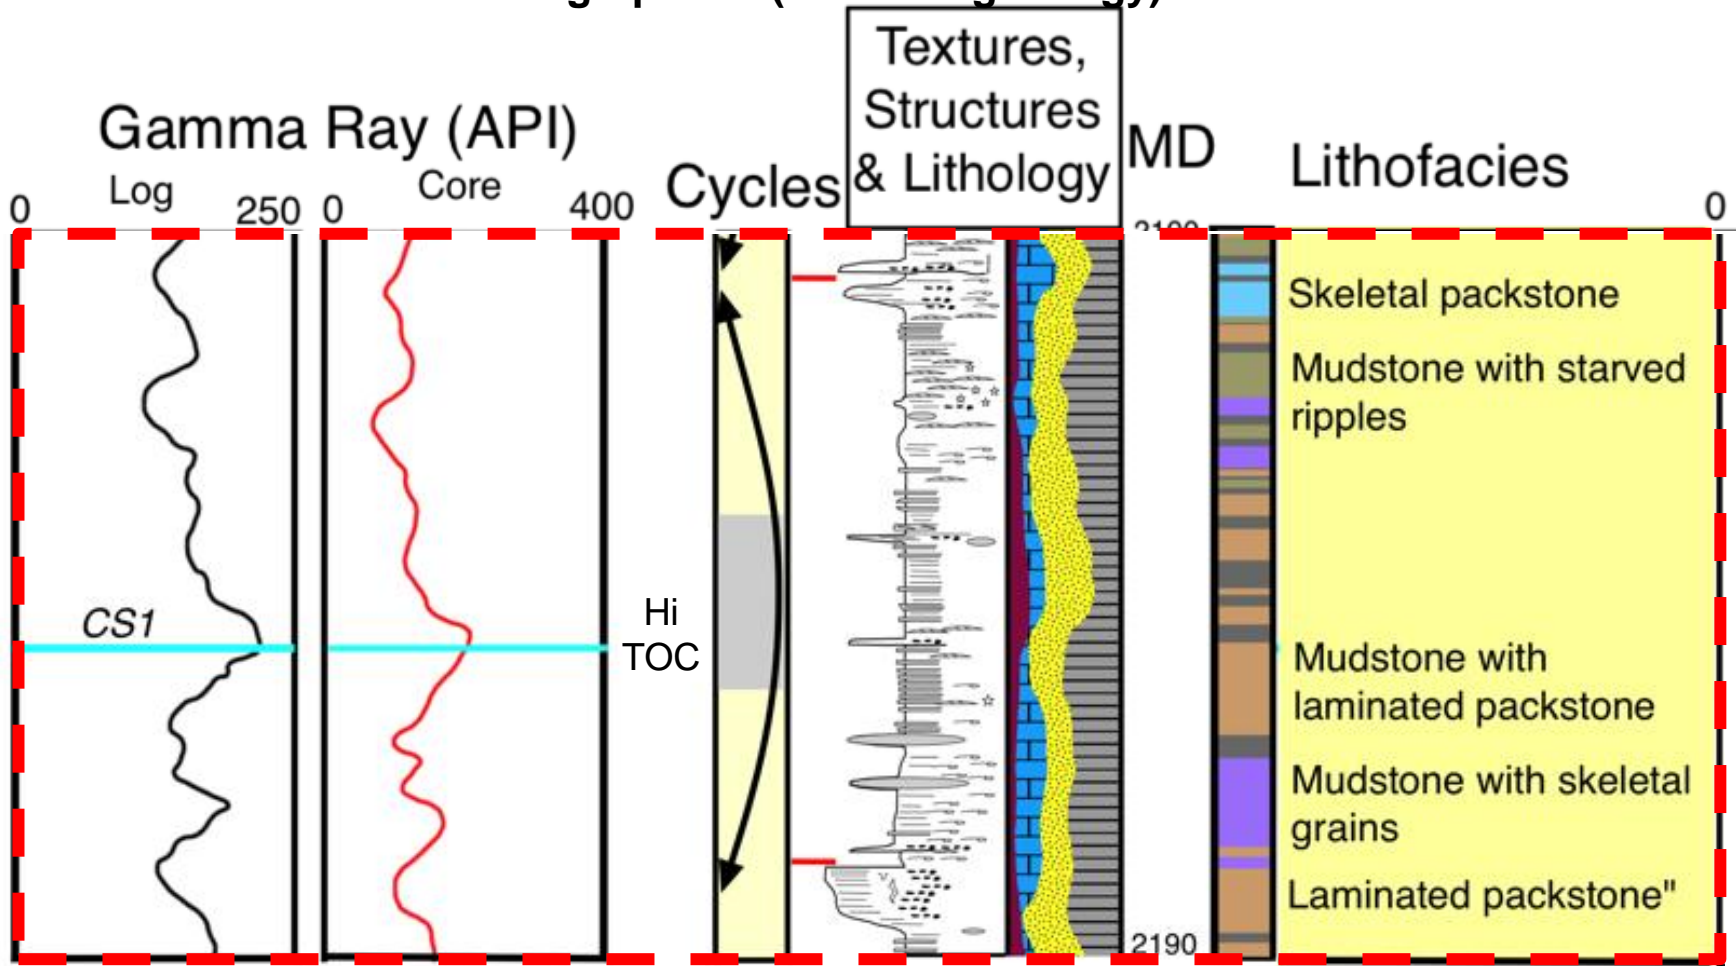 Textures,
Structures
& Lithology
Gamma Ray (API)
Log
Core
Cycles
MD
Lithofacies
0
250
0
400
0
Skeletal packstone
Mudstone with starved
ripples
CS1
Hi
TOC
Mudstone with
laminated packstone
Mudstone with skeletal
grains
Laminated packstone"
2190